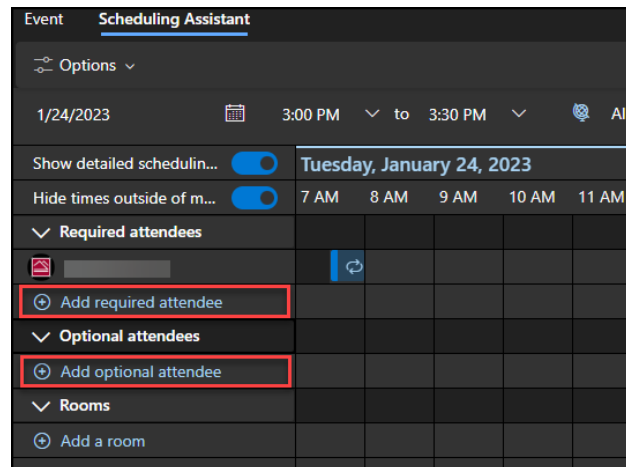 Event Scheduling Assistant
Options
1/24/2023 3:00 PM to 3:30 PM
Show detailed schedulin... Tuesday, January 24, 2023
Hide times outside of m... 7 AM 8 AM 9 AM 10 AM 11 AM
Required attendees
Add required attendee
Optional attendees
Add optional attendee
Rooms
Add a room